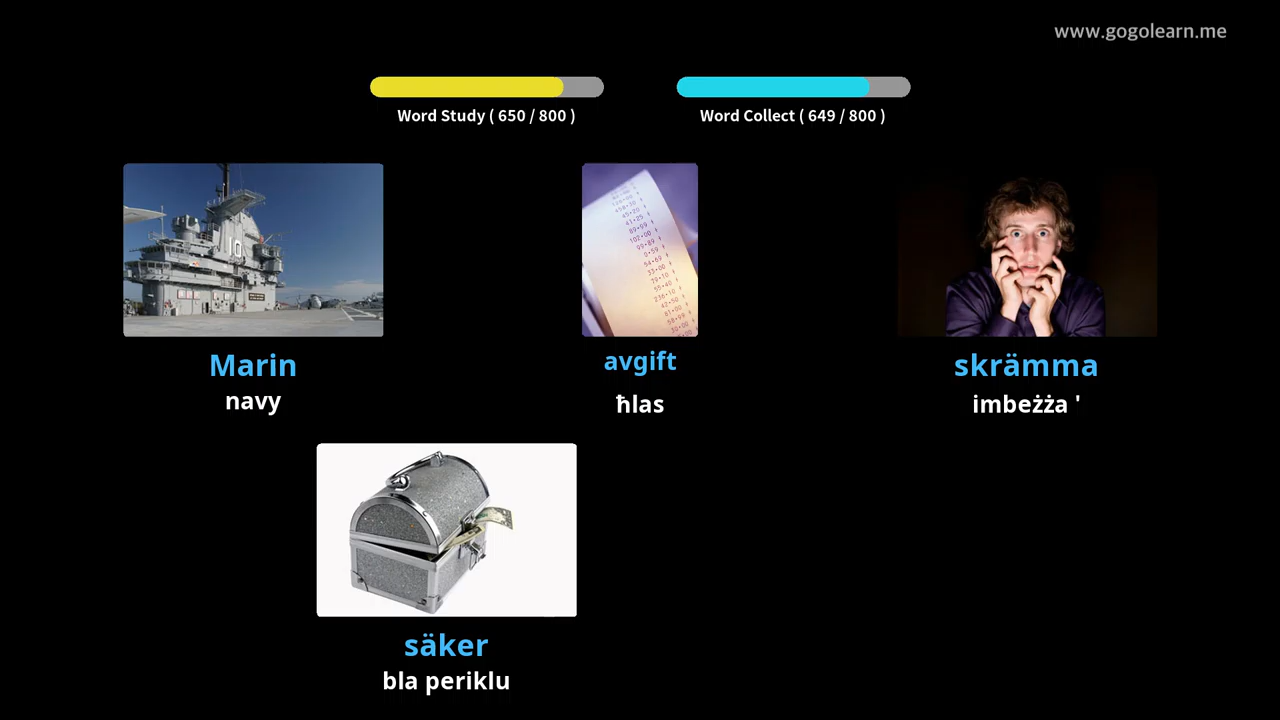 www.gogolearn.me
Word Study ( 650 / 800 )
Word Collect ( 649 / 800 )
Marin
navy
avgift
ħlas
skrämma
imbeżża '
säker
bla periklu